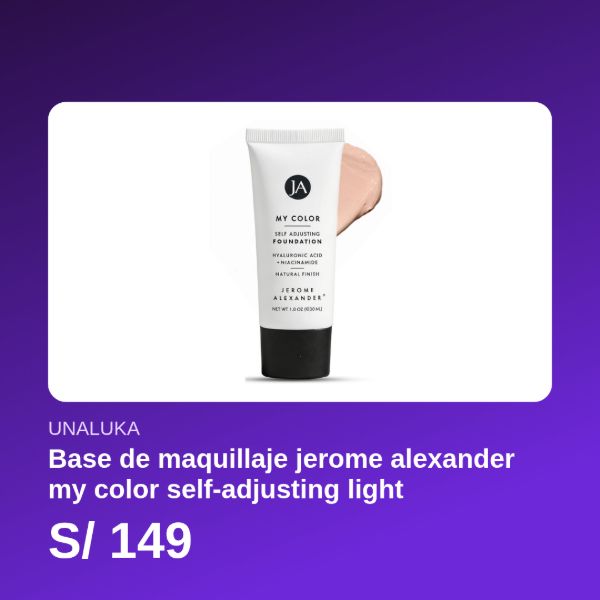 JA
MY COLOR
SELF ADJUSTING
FOUNDATION
HYALURONIC ACID
+ NIACINAMIDE
NATURAL FINISH
JEROME
ALEXANDER
UNALUKA
Base de maquillaje jerome alexander
my color self-adjusting light
S/ 149